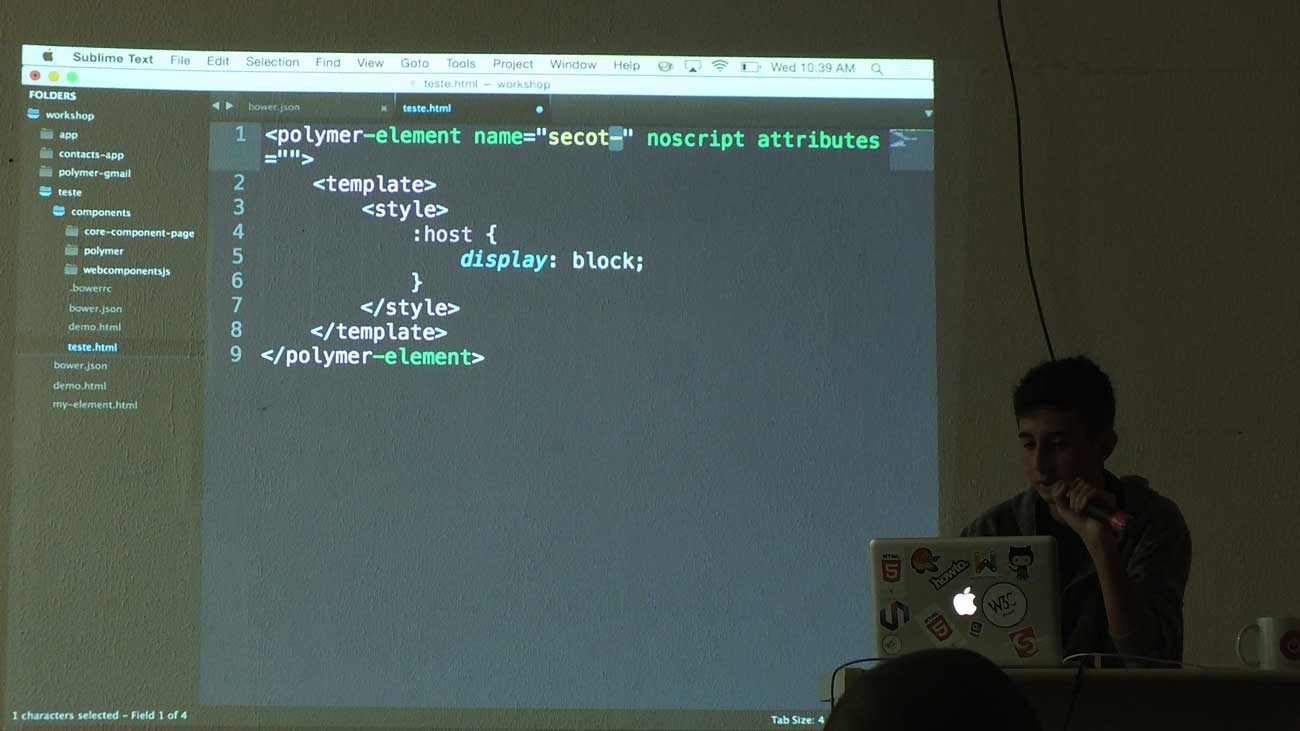 Sublime Text File Edit Selection Find View Goto Tools Project Window Help Wed 10:39 AM
teste.html — workshop
FOLDERS
workshop
app
contacts-app
polymer-gmail
teste
components
core-component-page
polymer
webcomponentsjs
.bowerrc
bower.json
demo.html
teste.html
bower.json
demo.html
my-element.html
bower.json × teste.html
1 <polymer-element name="secot-" noscript attributes
="">
2 <template>
3 <style>
4 :host {
5 display: block;
6 }
7 </style>
8 </template>
9 </polymer-element>
1 characters selected – Field 1 of 4
Tab Size: 4
HTML
5
howto
W3C
HTML
5